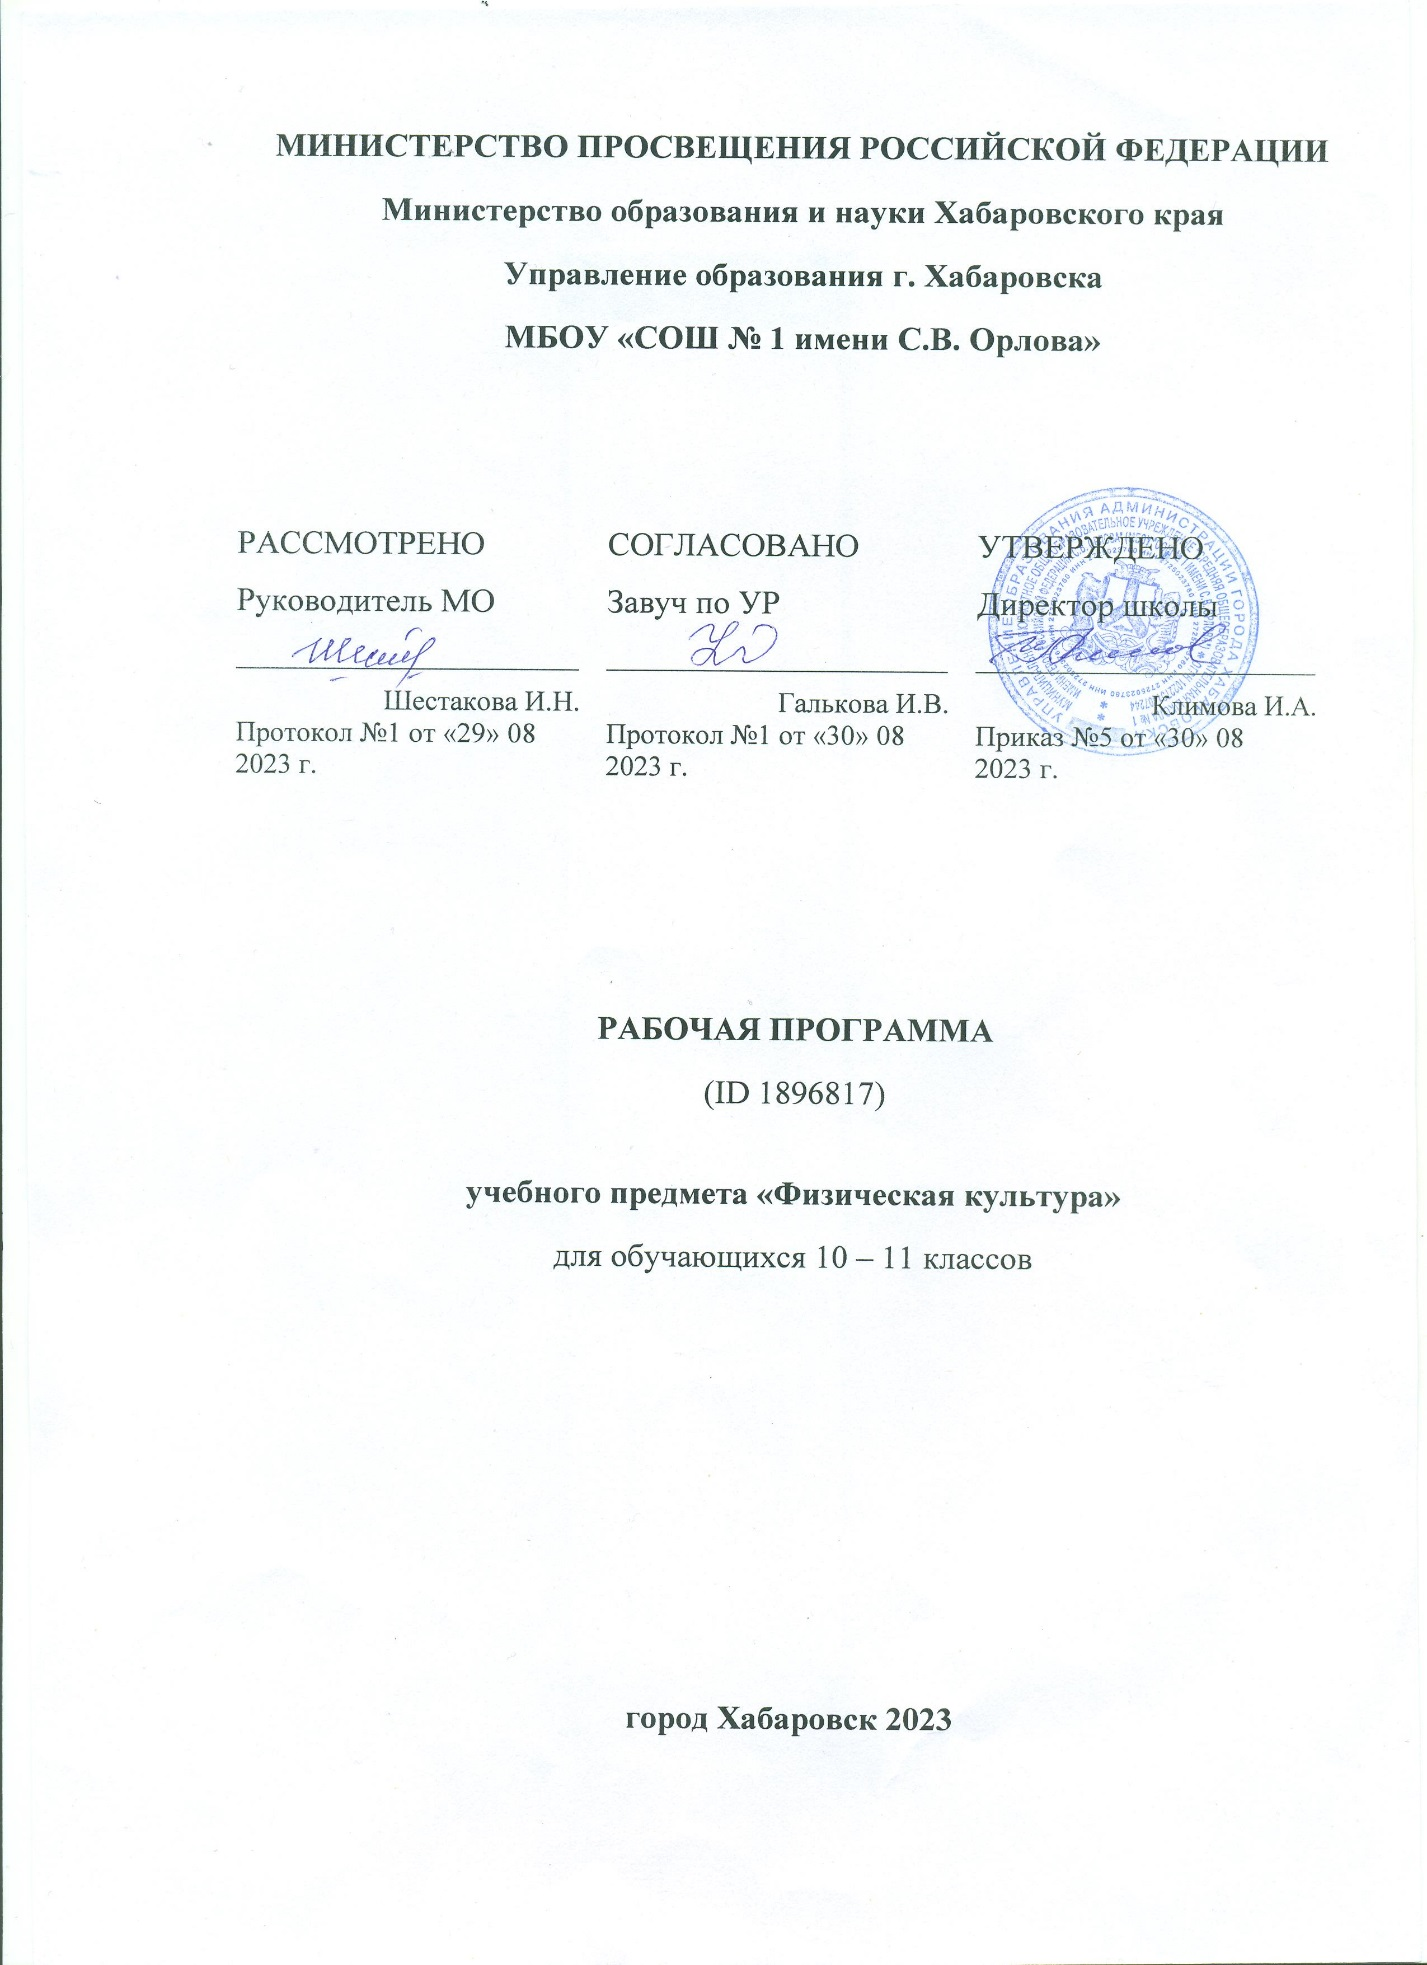 МИНИСТЕРСТВО ПРОСВЕЩЕНИЯ РОССИЙСКОЙ ФЕДЕРАЦИИ
Министерство образования и науки Хабаровского края
Управление образования г. Хабаровска
МБОУ «СОШ № 1 имени С.В. Орлова»
РАССМОТРЕНО
Руководитель МО
Шестакова И.Н.
Протокол №1 от «29» 08
2023 г.
СОГЛАСОВАНО
Завуч по УР
Галькова И.В.
Протокол №1 от «30» 08
2023 г.
УТВЕРЖДЕНО
Директор школы
Климова И.А.
Приказ №5 от «30» 08
2023 г.
РАБОЧАЯ ПРОГРАММА
(ID 1896817)
учебного предмета «Физическая культура»
для обучающихся 10 – 11 классов
город Хабаровск 2023